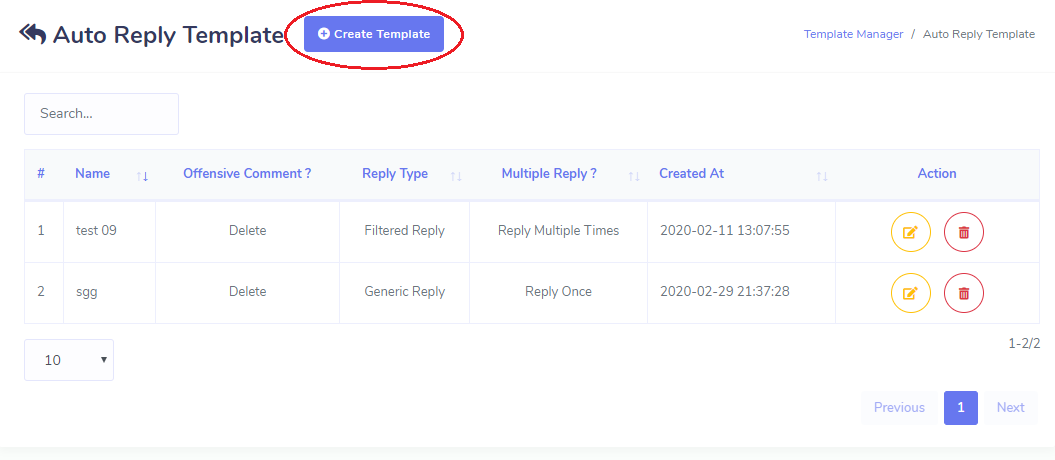 Auto Reply Template Create Template Template Manager / Auto Reply Template
Search...
# Name Offensive Comment ? Reply Type Multiple Reply ? Created At Action
1 test 09 Delete Filtered Reply Reply Multiple Times 2020-02-11 13:07:55
2 sgg Delete Generic Reply Reply Once 2020-02-29 21:37:28
10 1-2/2
Previous 1 Next